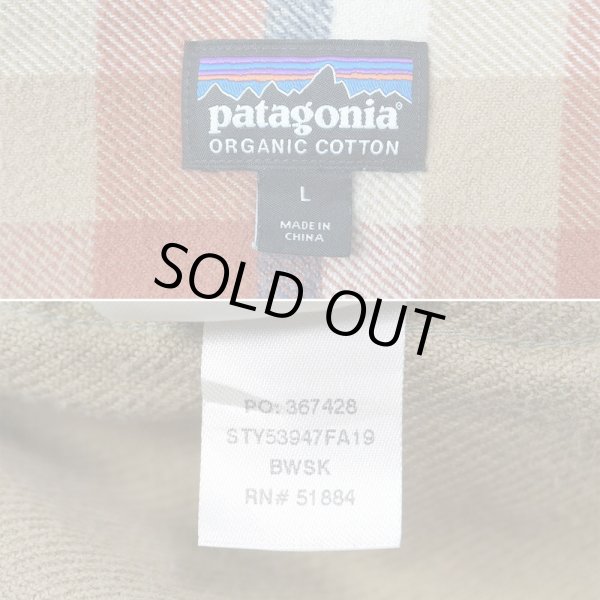 patagonia®
ORGANIC COTTON
L
MADE IN
CHINA
SOLD OUT
PO: 367428
STY53947FA19
BWSK
RN# 51884